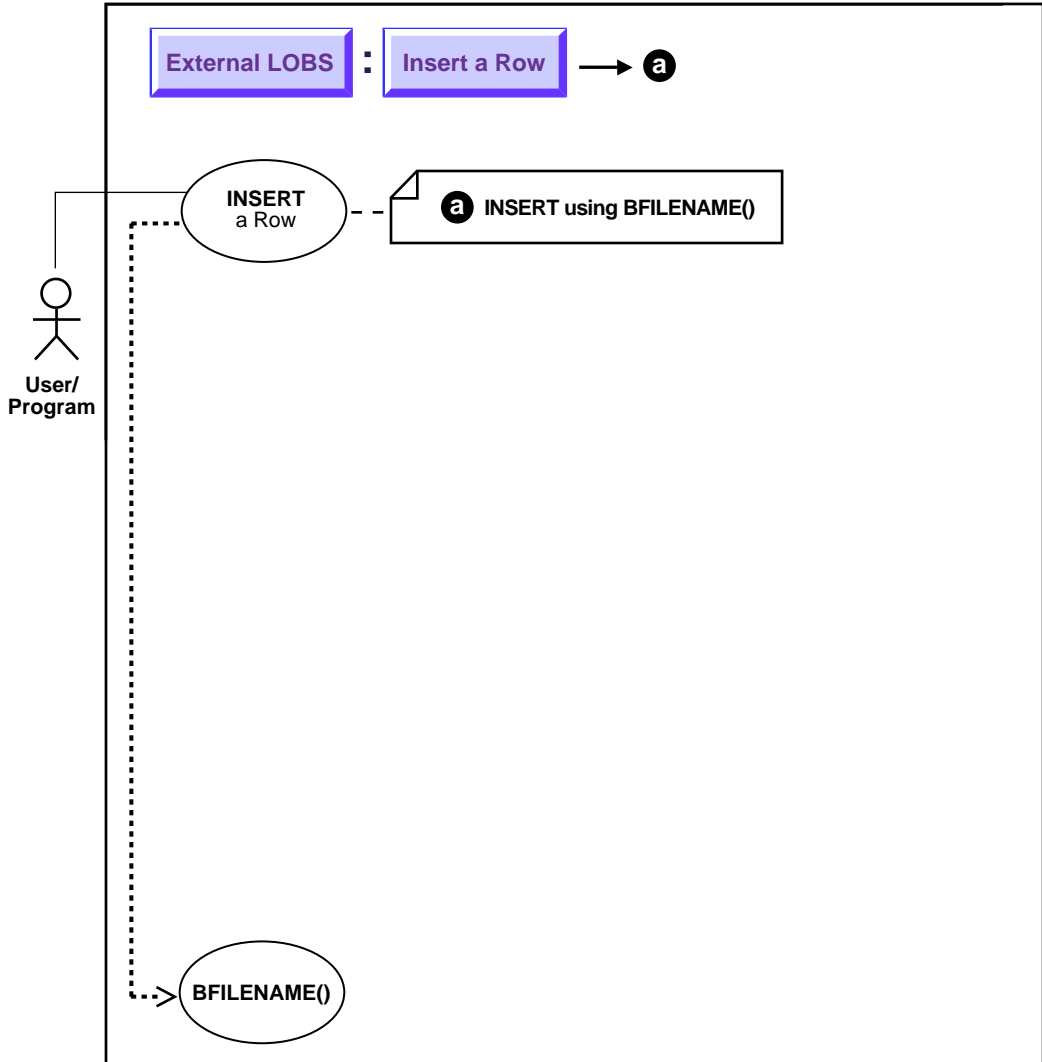 External LOBS : Insert a Row a
INSERT
a Row
a INSERT using BFILENAME()
User/
Program
BFILENAME()